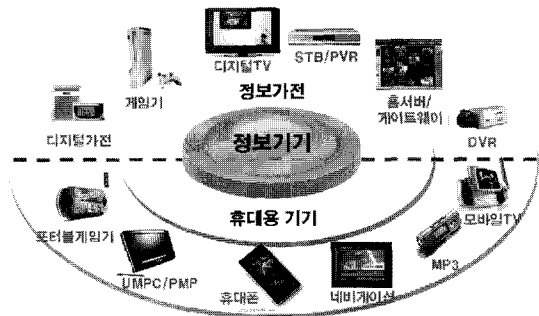 디지털TV
STB/PVR
게임기
정보가전
홈서버/
게이트웨이
디지털가전
DVR
정보기기
휴대용 기기
포터블게임기
모바일TV
UMPC/PMP
휴대폰
네비게이션
MP3